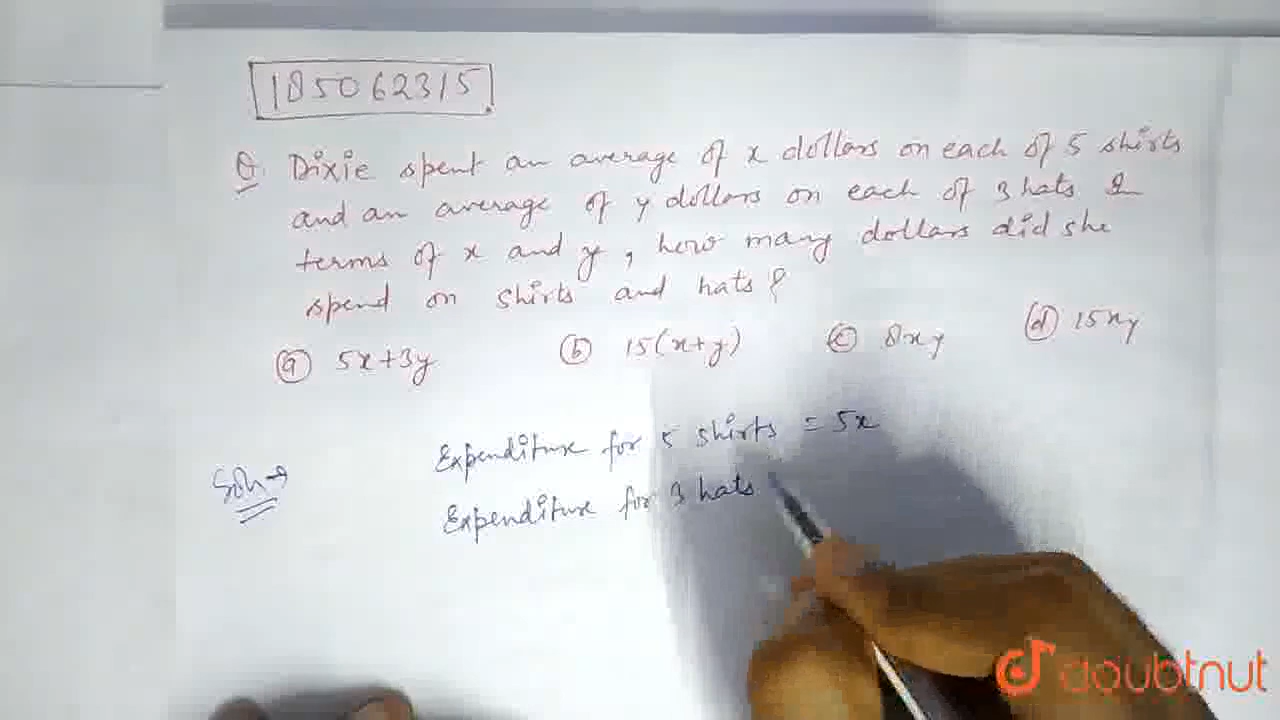 185062315
Q. Dixie spent an average of x dollars on each of 5 shirts
and an average of y dollars on each of 3 hats
terms of x and y, how many dollars did she
spend on shirts and hats ?
(a) 5x+3y (b) 15(x+y) (c) 8xy (d) 15xy
Soln→ Expenditure for 5 shirts = 5x
Expenditure for 3 hats
doubtnut